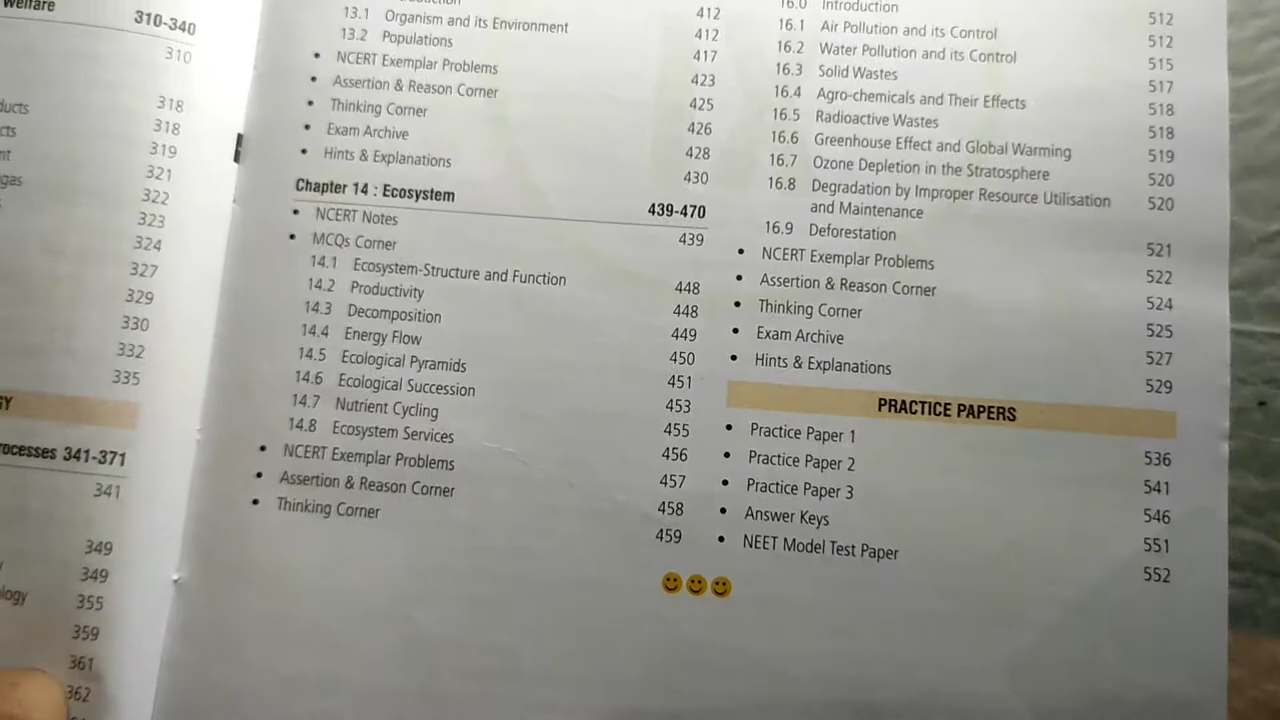 Welfare 310-340
310
ducts 318
cts 318
nt 319
gas 321
322
323
324
327
329
330
332
335
GY
rocesses 341-371
341
349
349
logy 355
359
361
362
412
13.1 Organism and its Environment 412
13.2 Populations 417
• NCERT Exemplar Problems 423
• Assertion & Reason Corner 425
• Thinking Corner 426
• Exam Archive 428
• Hints & Explanations 430
Chapter 14 : Ecosystem 439-470
• NCERT Notes 439
• MCQs Corner
14.1 Ecosystem-Structure and Function 448
14.2 Productivity 448
14.3 Decomposition 449
14.4 Energy Flow 450
14.5 Ecological Pyramids 451
14.6 Ecological Succession 453
14.7 Nutrient Cycling 455
14.8 Ecosystem Services 456
• NCERT Exemplar Problems 457
• Assertion & Reason Corner 458
• Thinking Corner 459
16.0 Introduction 512
16.1 Air Pollution and its Control 512
16.2 Water Pollution and its Control 515
16.3 Solid Wastes 517
16.4 Agro-chemicals and Their Effects 518
16.5 Radioactive Wastes 518
16.6 Greenhouse Effect and Global Warming 519
16.7 Ozone Depletion in the Stratosphere 520
16.8 Degradation by Improper Resource Utilisation 520
and Maintenance
16.9 Deforestation 521
• NCERT Exemplar Problems 522
• Assertion & Reason Corner 524
• Thinking Corner 525
• Exam Archive 527
• Hints & Explanations 529
PRACTICE PAPERS
• Practice Paper 1 536
• Practice Paper 2 541
• Practice Paper 3 546
• Answer Keys 551
• NEET Model Test Paper 552